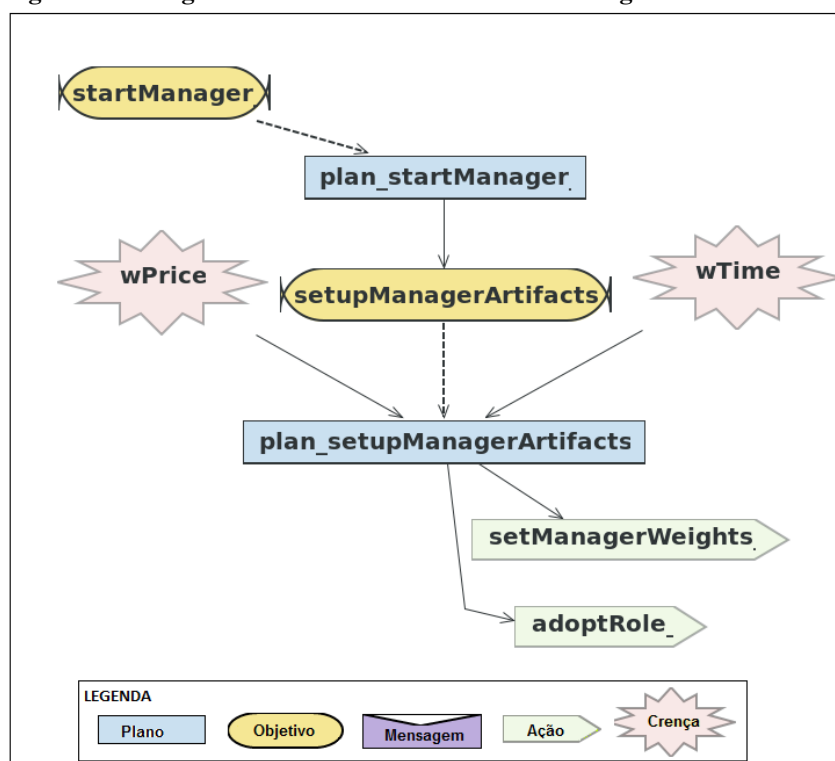 startManager
plan_startManager
wPrice
setupManagerArtifacts
wTime
plan_setupManagerArtifacts
setManagerWeights
adoptRole
LEGENDA
Plano
Objetivo
Mensagem
Ação
Crença